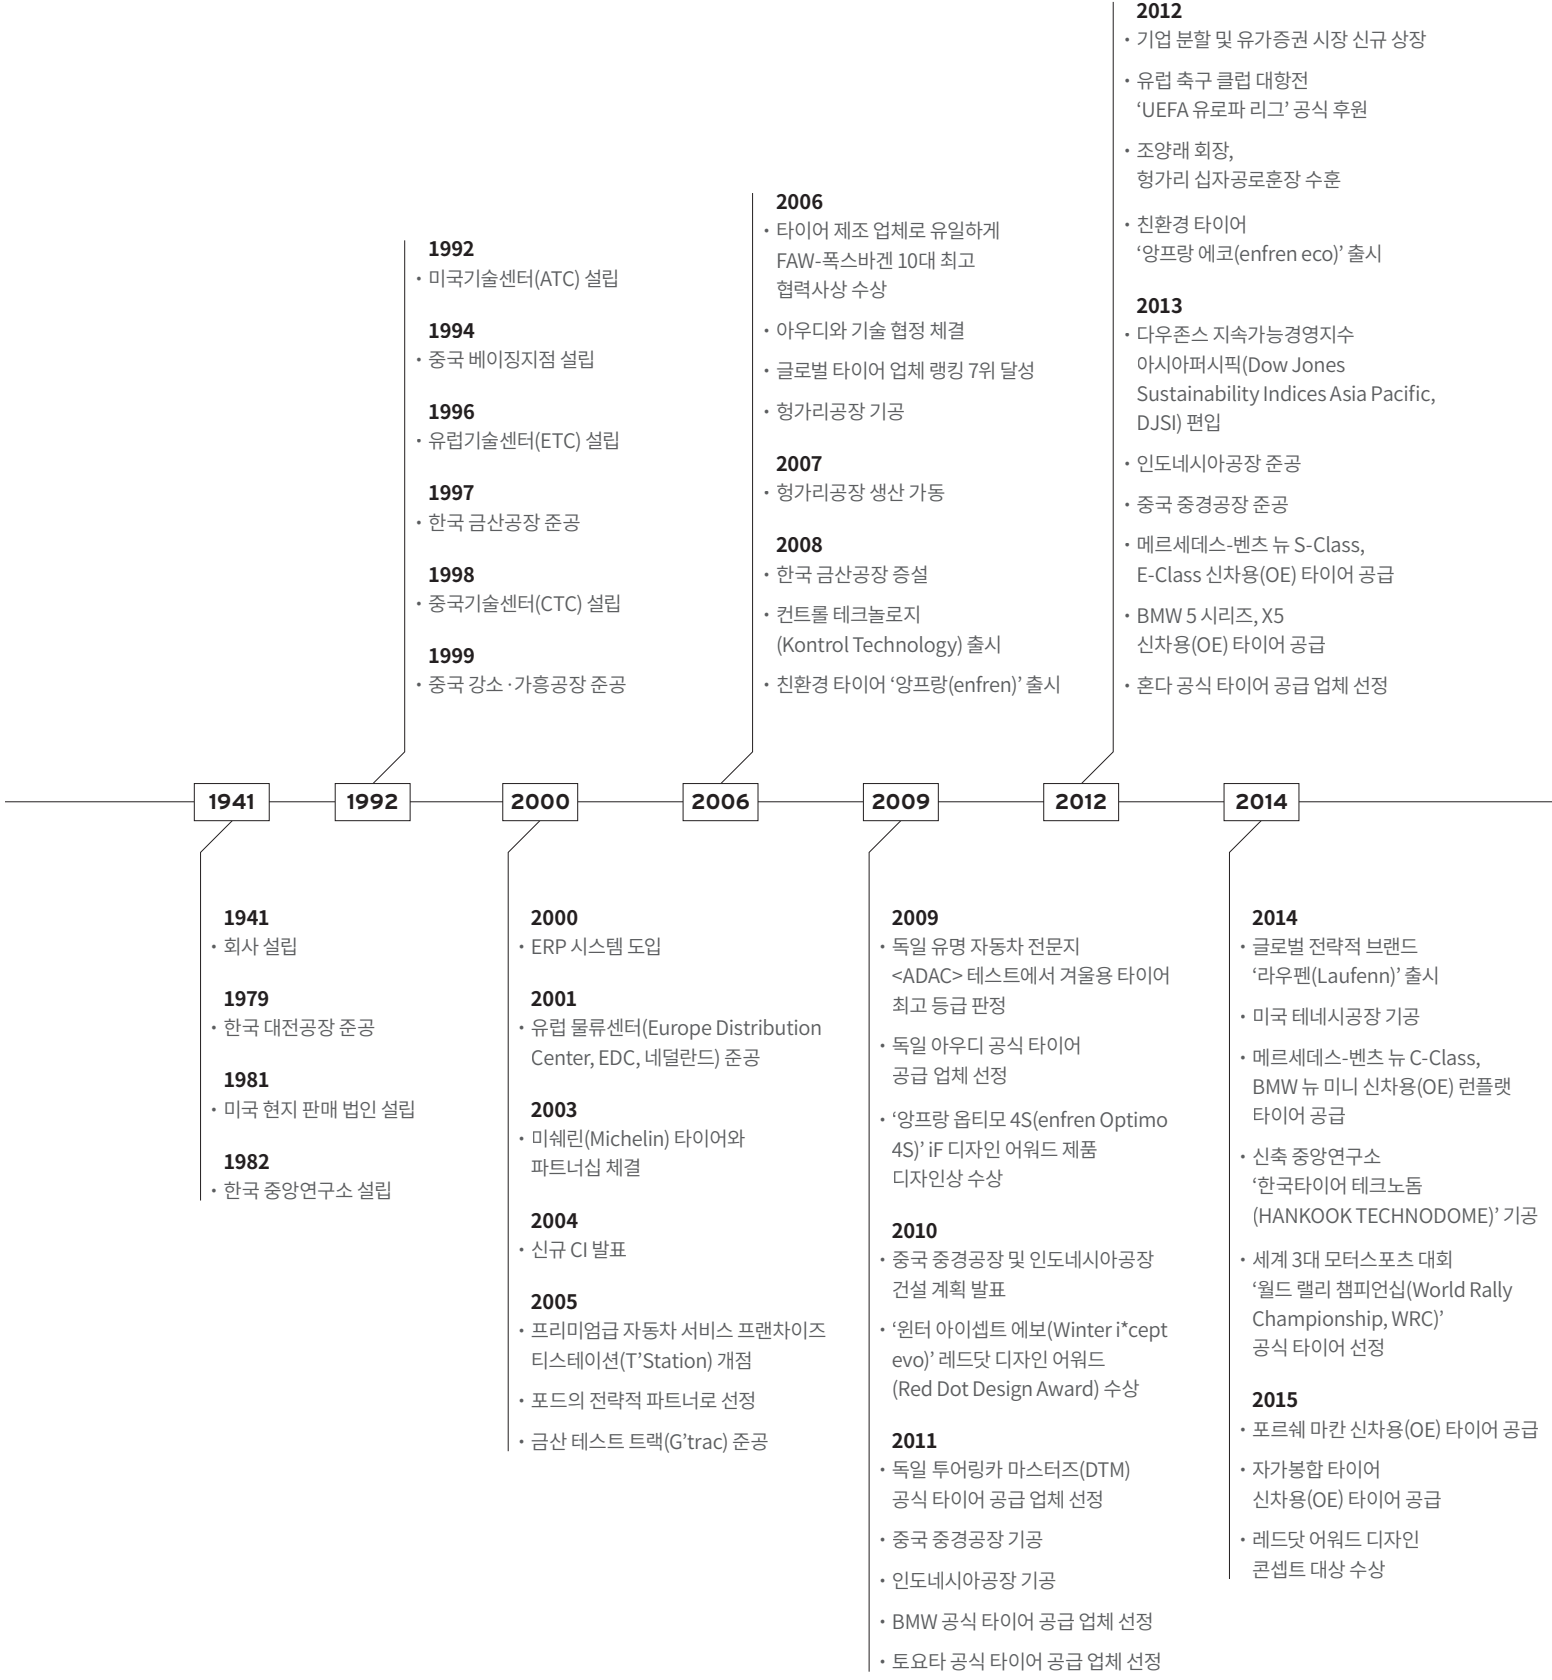 1941
1992
2000
2006
2009
2012
2014
1941
• 회사 설립
1979
• 한국 대전공장 준공
1981
• 미국 현지 판매 법인 설립
1982
• 한국 중앙연구소 설립
1992
• 미국기술센터(ATC) 설립
1994
• 중국 베이징지점 설립
1996
• 유럽기술센터(ETC) 설립
1997
• 한국 금산공장 준공
1998
• 중국기술센터(CTC) 설립
1999
• 중국 강소·가흥공장 준공
2000
• ERP 시스템 도입
2001
• 유럽 물류센터(Europe Distribution
Center, EDC, 네덜란드) 준공
2003
• 미쉐린(Michelin) 타이어와
파트너십 체결
2004
• 신규 CI 발표
2005
• 프리미엄급 자동차 서비스 프랜차이즈
티스테이션(T’Station) 개점
• 포드의 전략적 파트너로 선정
• 금산 테스트 트랙(G’trac) 준공
2006
• 타이어 제조 업체로 유일하게
FAW-폭스바겐 10대 최고
협력사상 수상
• 아우디와 기술 협정 체결
• 글로벌 타이어 업체 랭킹 7위 달성
• 헝가리공장 기공
2007
• 헝가리공장 생산 가동
2008
• 한국 금산공장 증설
• 컨트롤 테크놀로지
(Kontrol Technology) 출시
• 친환경 타이어 ‘앙프랑(enfren)’ 출시
2009
• 독일 유명 자동차 전문지
<ADAC> 테스트에서 겨울용 타이어
최고 등급 판정
• 독일 아우디 공식 타이어
공급 업체 선정
• ‘앙프랑 옵티모 4S(enfren Optimo
4S)’ iF 디자인 어워드 제품
디자인상 수상
2010
• 중국 중경공장 및 인도네시아공장
건설 계획 발표
• ‘윈터 아이셉트 에보(Winter i*cept
evo)’ 레드닷 디자인 어워드
(Red Dot Design Award) 수상
2011
• 독일 투어링카 마스터즈(DTM)
공식 타이어 공급 업체 선정
• 중국 중경공장 기공
• 인도네시아공장 기공
• BMW 공식 타이어 공급 업체 선정
• 토요타 공식 타이어 공급 업체 선정
2012
• 기업 분할 및 유가증권 시장 신규 상장
• 유럽 축구 클럽 대항전
‘UEFA 유로파 리그’ 공식 후원
• 조양래 회장,
헝가리 십자공로훈장 수훈
• 친환경 타이어
‘앙프랑 에코(enfren eco)’ 출시
2013
• 다우존스 지속가능경영지수
아시아퍼시픽(Dow Jones
Sustainability Indices Asia Pacific,
DJSI) 편입
• 인도네시아공장 준공
• 중국 중경공장 준공
• 메르세데스-벤츠 뉴 S-Class,
E-Class 신차용(OE) 타이어 공급
• BMW 5 시리즈, X5
신차용(OE) 타이어 공급
• 혼다 공식 타이어 공급 업체 선정
2014
• 글로벌 전략적 브랜드
‘라우펜(Laufenn)’ 출시
• 미국 테네시공장 기공
• 메르세데스-벤츠 뉴 C-Class,
BMW 뉴 미니 신차용(OE) 런플랫
타이어 공급
• 신축 중앙연구소
‘한국타이어 테크노돔
(HANKOOK TECHNODOME)’ 기공
• 세계 3대 모터스포츠 대회
‘월드 랠리 챔피언십(World Rally
Championship, WRC)’
공식 타이어 선정
2015
• 포르쉐 마칸 신차용(OE) 타이어 공급
• 자가봉합 타이어
신차용(OE) 타이어 공급
• 레드닷 어워드 디자인
콘셉트 대상 수상